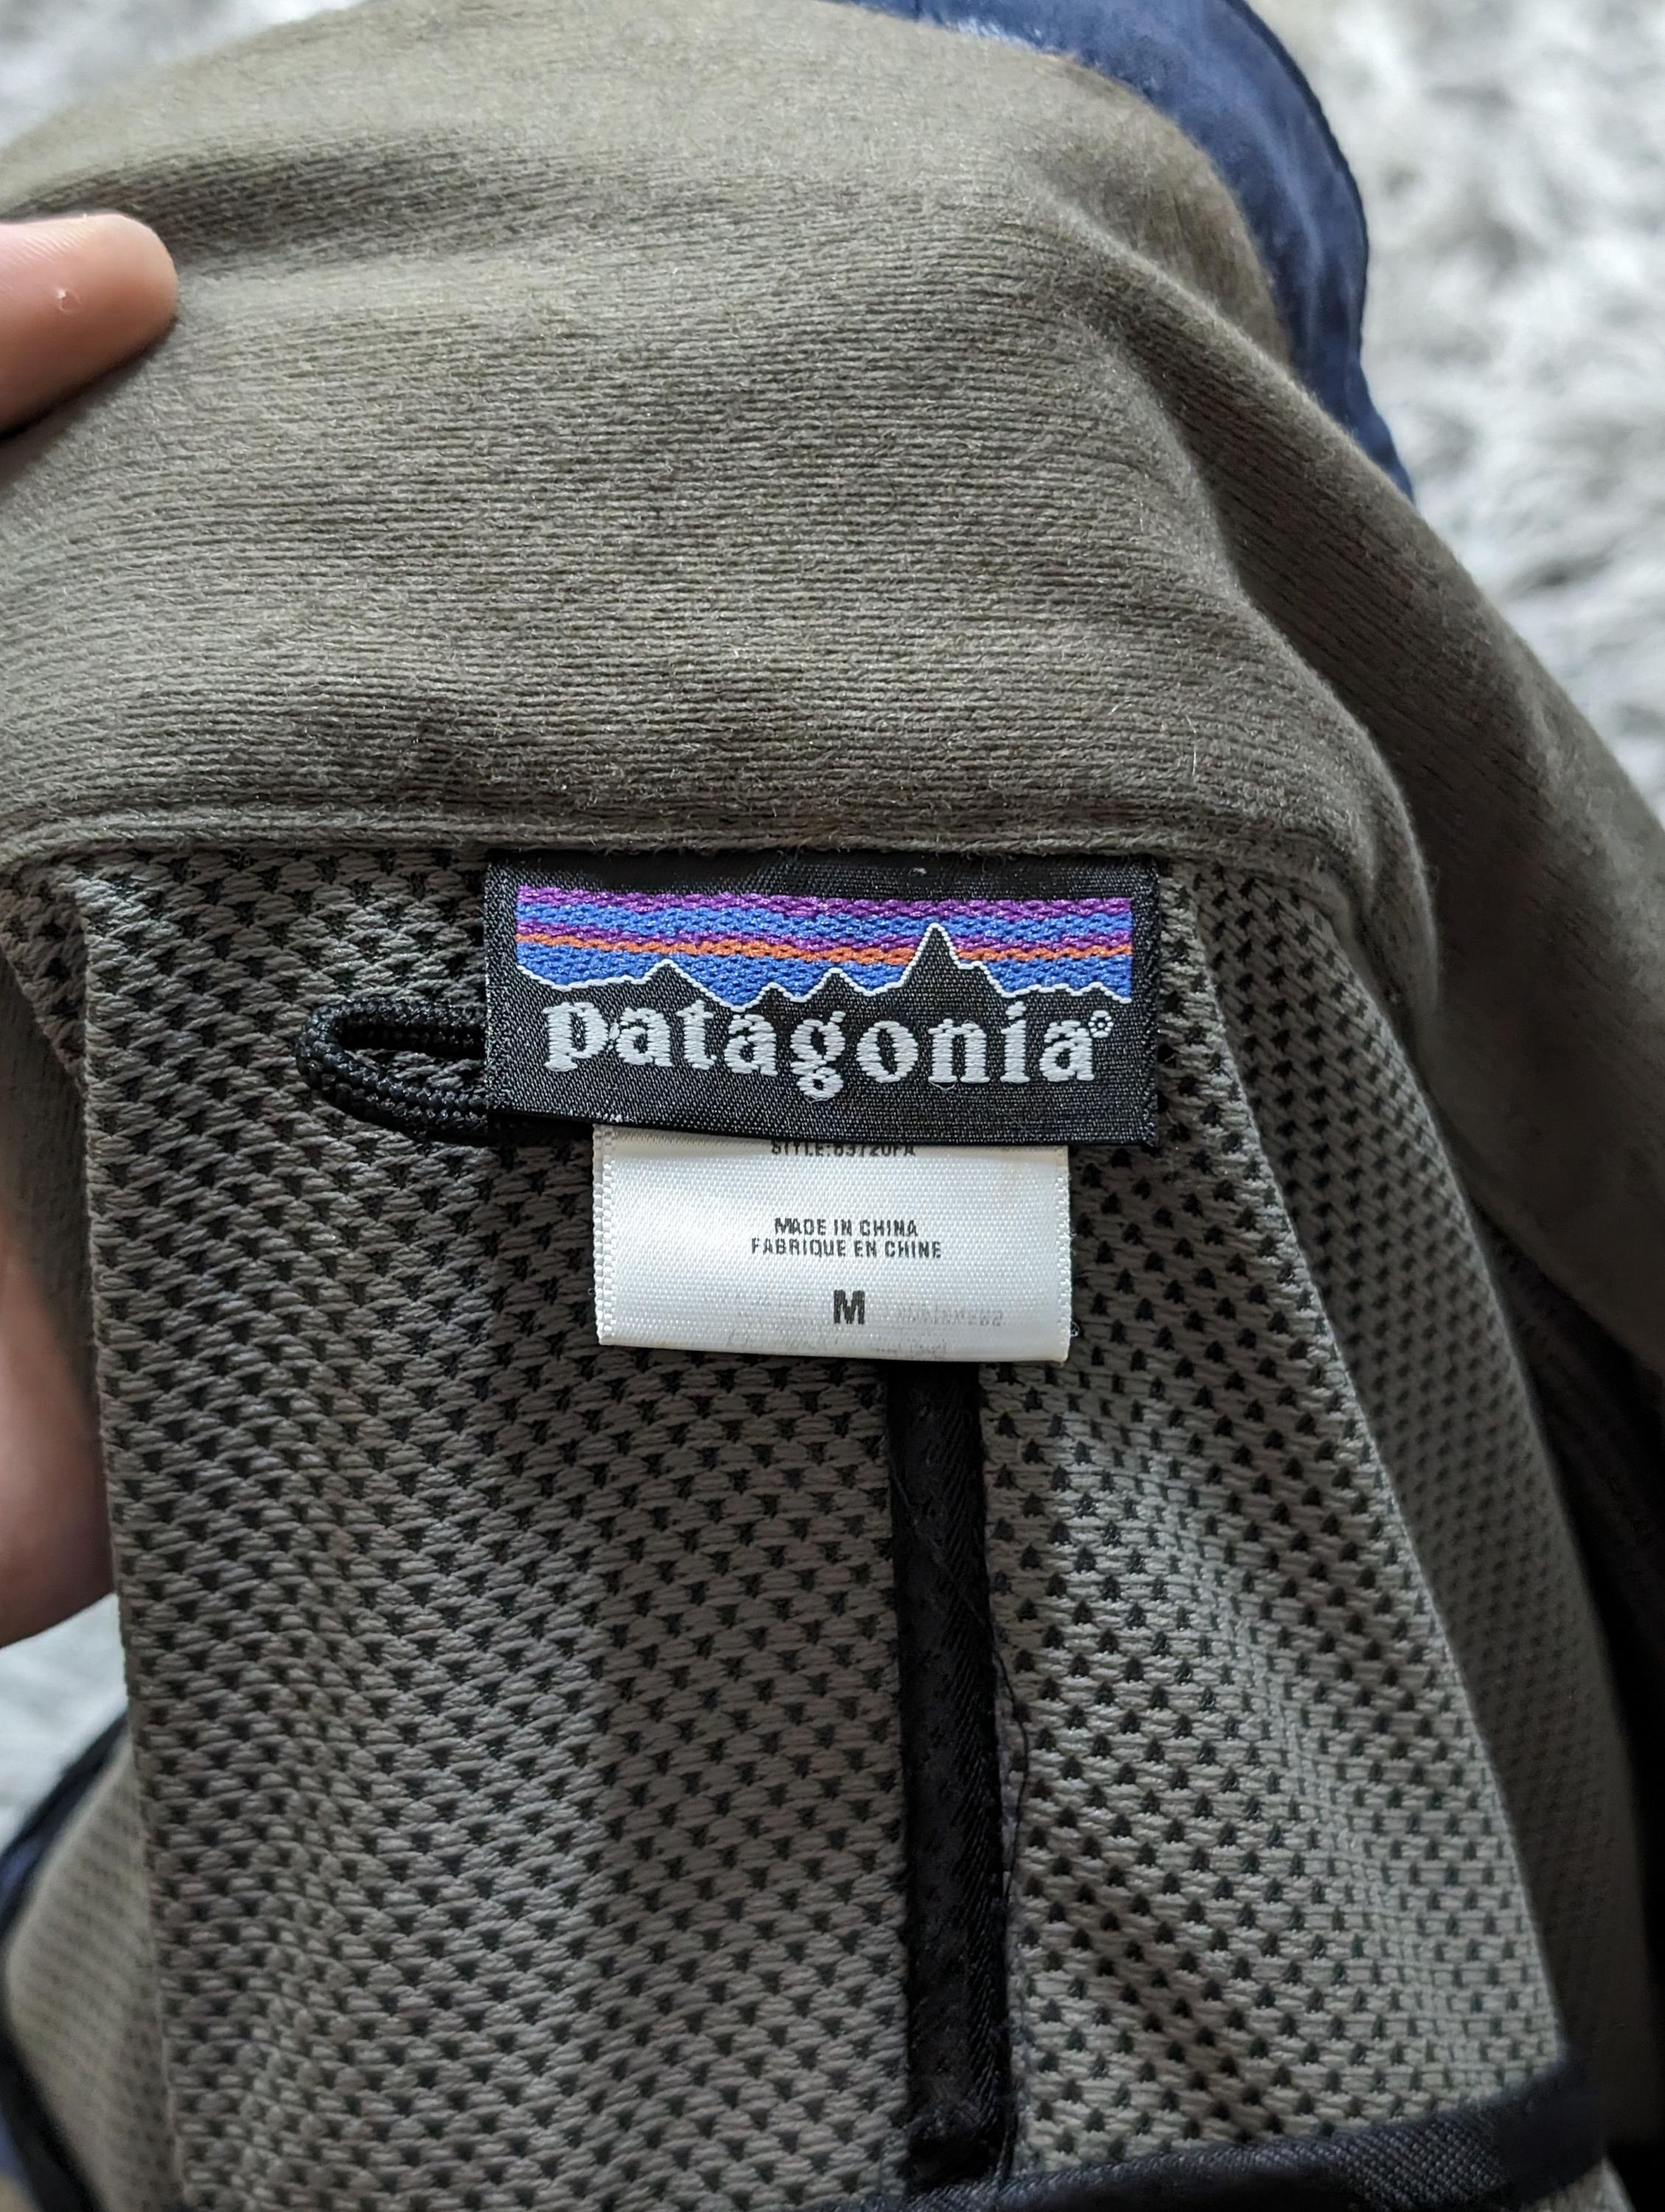 patagonia®
MADE IN CHINA
FABRIQUE EN CHINE
M